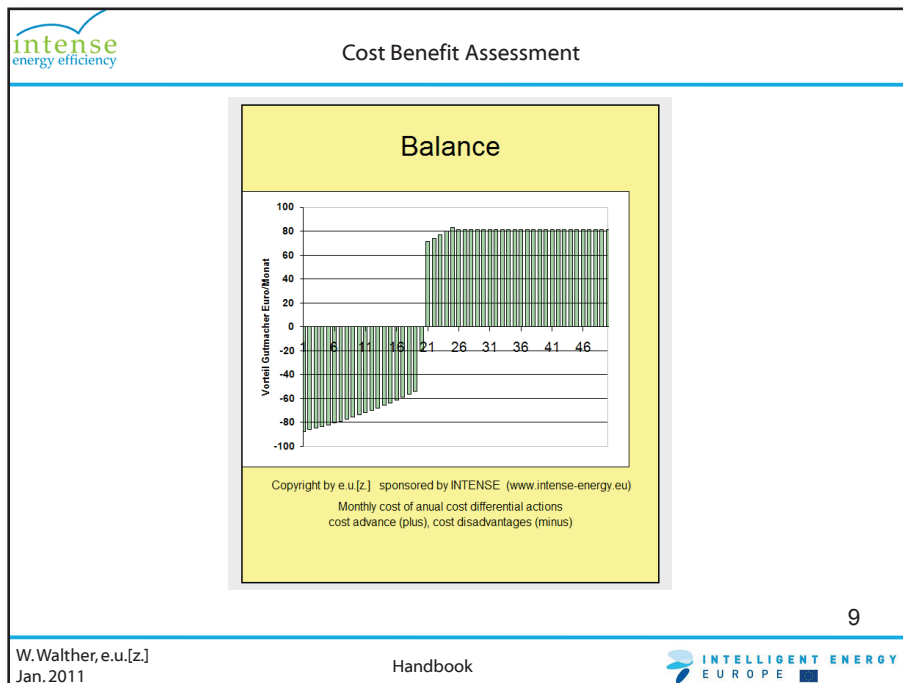 intense
energy efficiency
Cost Benefit Assessment
Balance
Vorteil Gutmacher Euro/Monat
100
80
60
40
20
0
-20
-40
-60
-80
-100
1 6 11 16 21 26 31 36 41 46
Copyright by e.u.[z.] sponsored by INTENSE (www.intense-energy.eu)
Monthly cost of anual cost differential actions
cost advance (plus), cost disadvantages (minus)
9
W. Walther, e.u.[z.]
Jan. 2011
Handbook
INTELLIGENT ENERGY
EUROPE